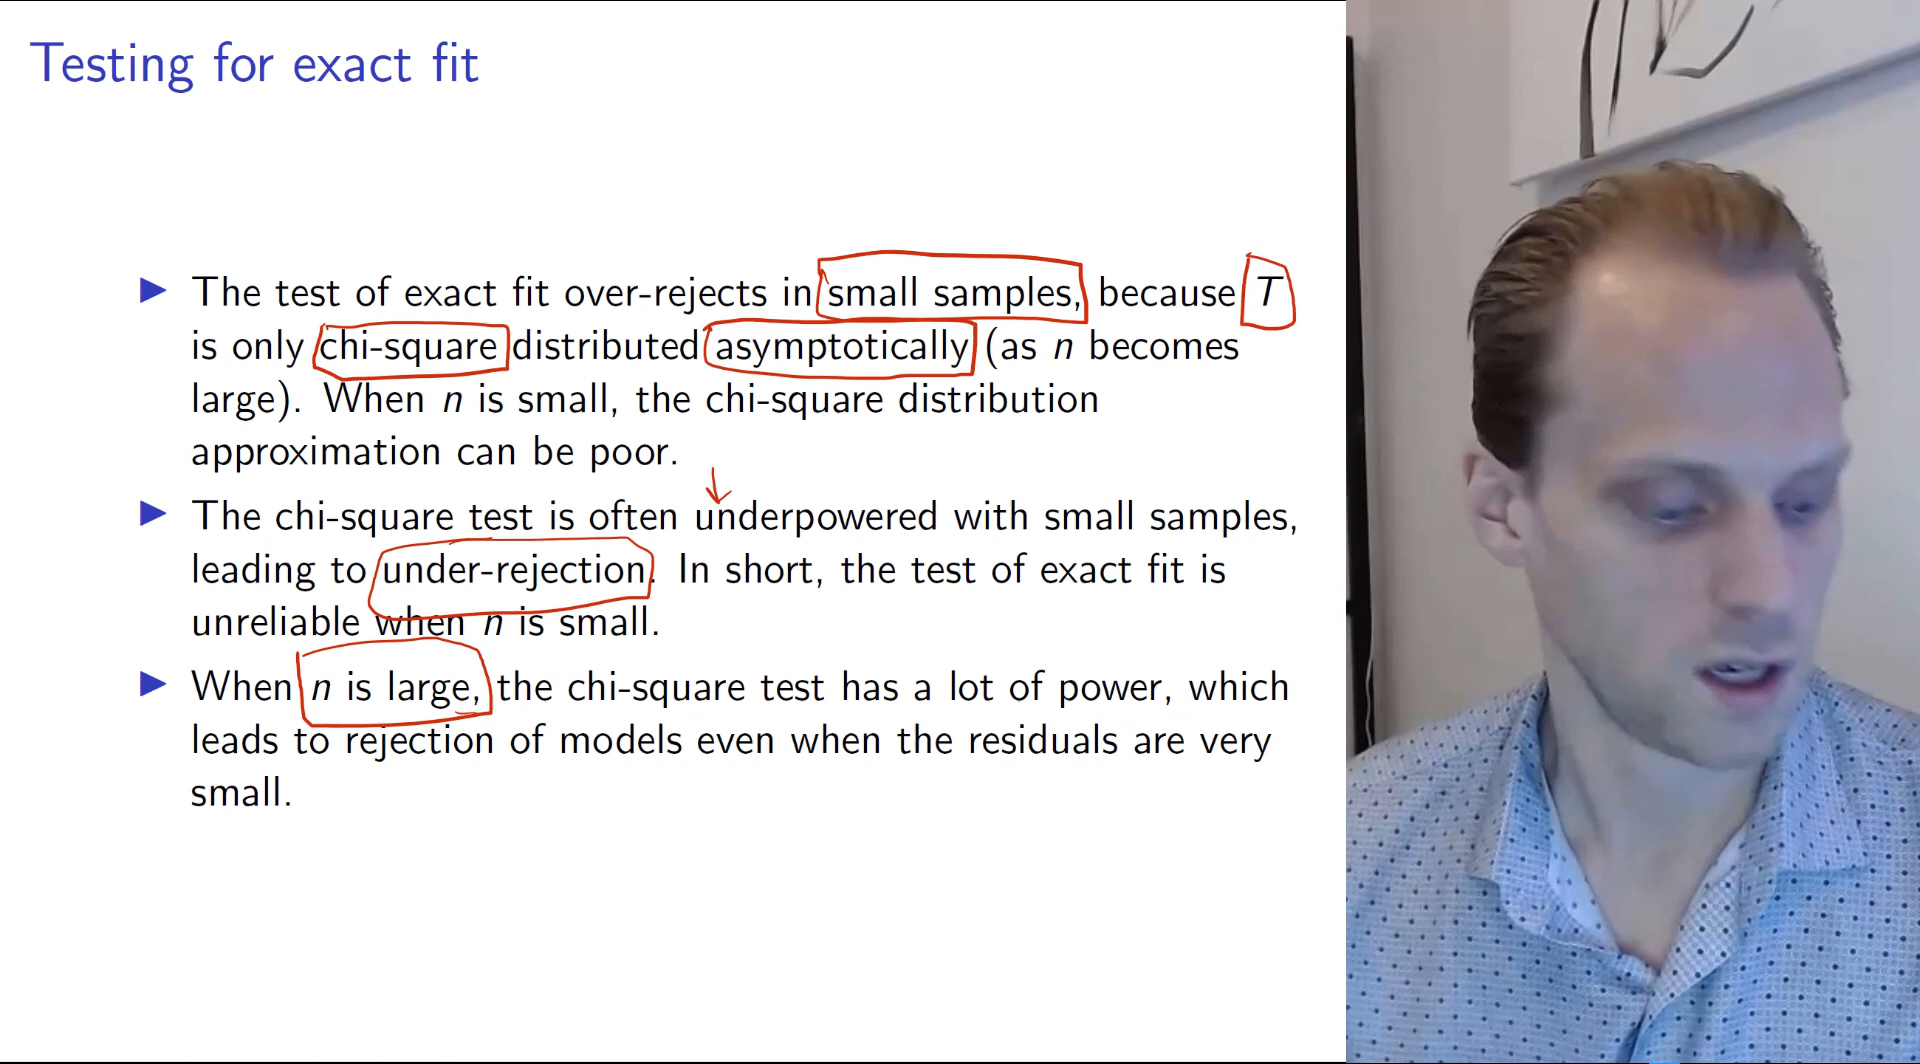 Testing for exact fit
▶ The test of exact fit over-rejects in small samples, because T
is only chi-square distributed asymptotically (as n becomes
large). When n is small, the chi-square distribution
approximation can be poor.
▶ The chi-square test is often underpowered with small samples,
leading to under-rejection. In short, the test of exact fit is
unreliable when n is small.
▶ When n is large, the chi-square test has a lot of power, which
leads to rejection of models even when the residuals are very
small.